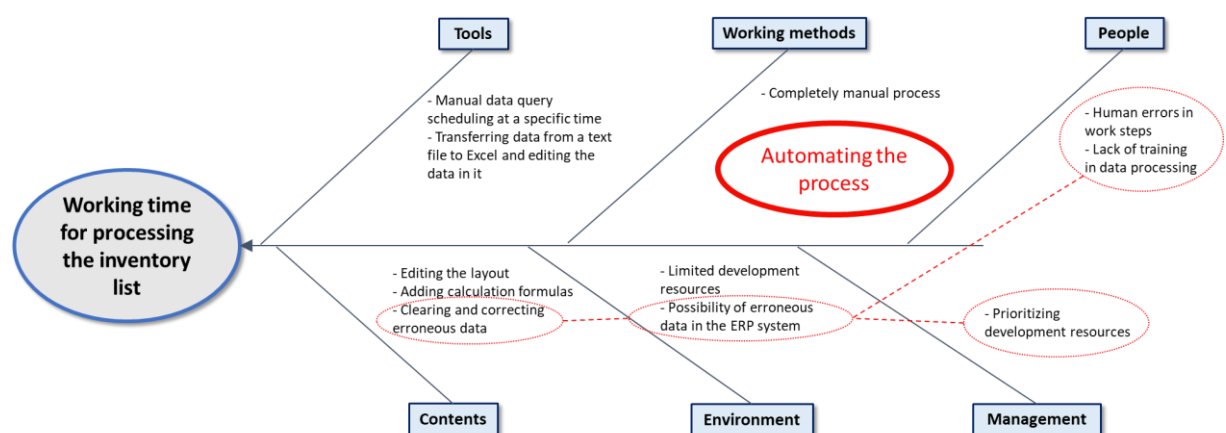 Tools
Working methods
People
- Manual data query
scheduling at a specific time
- Transferring data from a text
file to Excel and editing the
data in it
- Completely manual process
Automating the
process
- Human errors in
work steps
- Lack of training
in data processing
Working time
for processing
the inventory
list
- Editing the layout
- Adding calculation formulas
- Clearing and correcting
erroneous data
- Limited development
resources
- Possibility of erroneous
data in the ERP system
- Prioritizing
development resources
Contents
Environment
Management